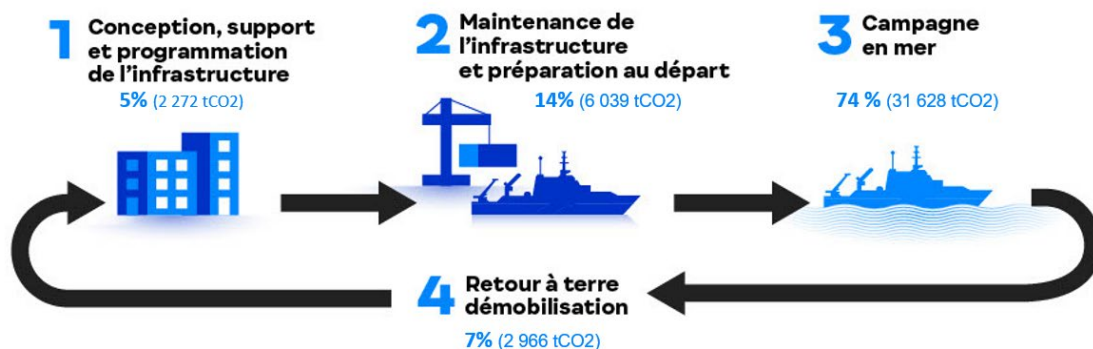 1 Conception, support
et programmation
de l'infrastructure
5% (2 272 tCO2)
2 Maintenance de
l'infrastructure
et préparation au départ
14% (6 039 tCO2)
3 Campagne
en mer
74 % (31 628 tCO2)
4 Retour à terre
démobilisation
7% (2 966 tCO2)